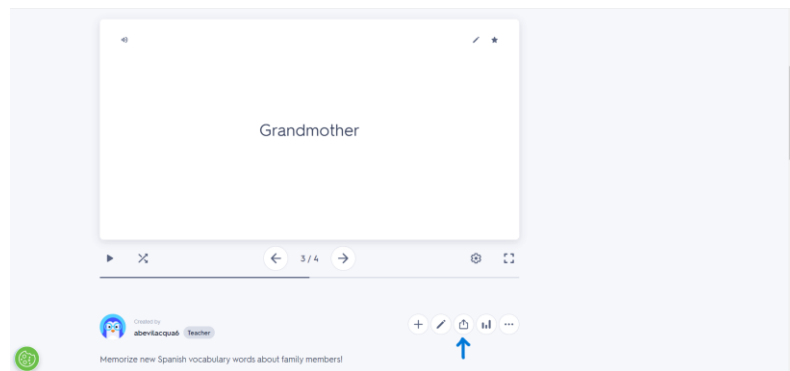 Grandmother
3 / 4
Created by
abevilacqua6 Teacher
Memorize new Spanish vocabulary words about family members!